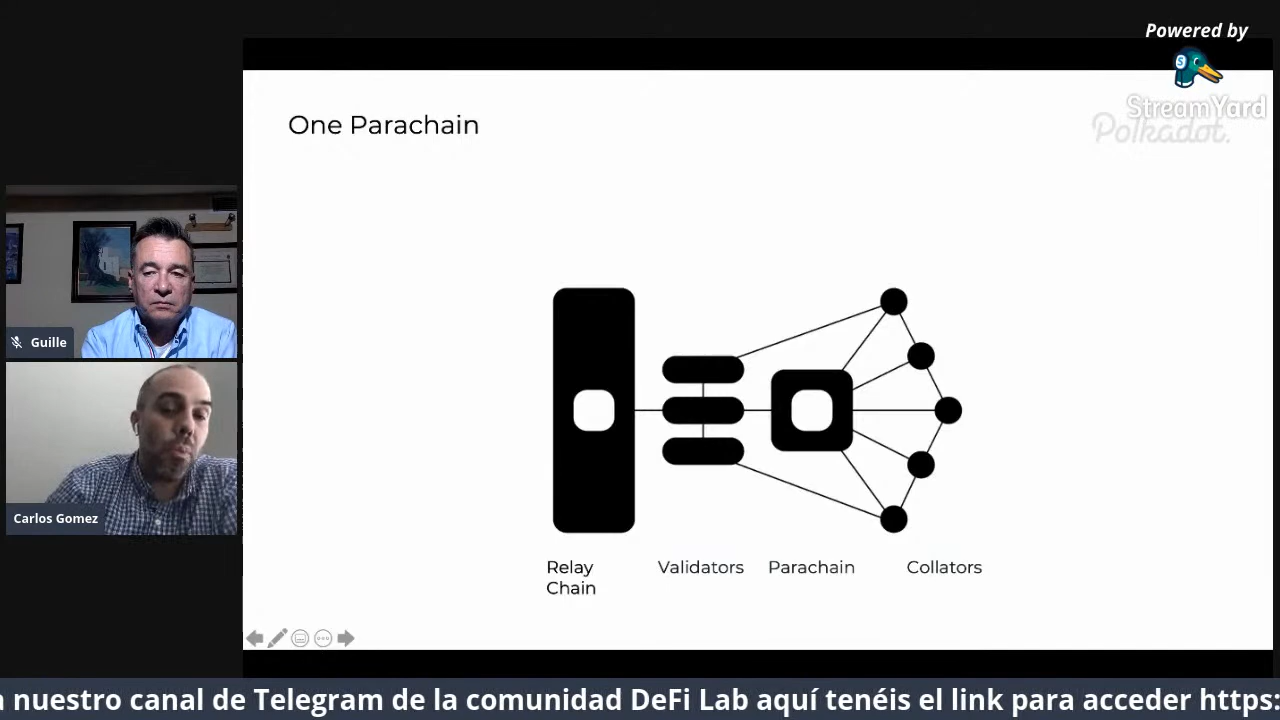 Powered by
StreamYard
Polkadot.
One Parachain
Guille
Carlos Gomez
Relay
Chain
Validators
Parachain
Collators
nuestro canal de Telegram de la comunidad DeFi Lab aquí tenéis el link para acceder https: